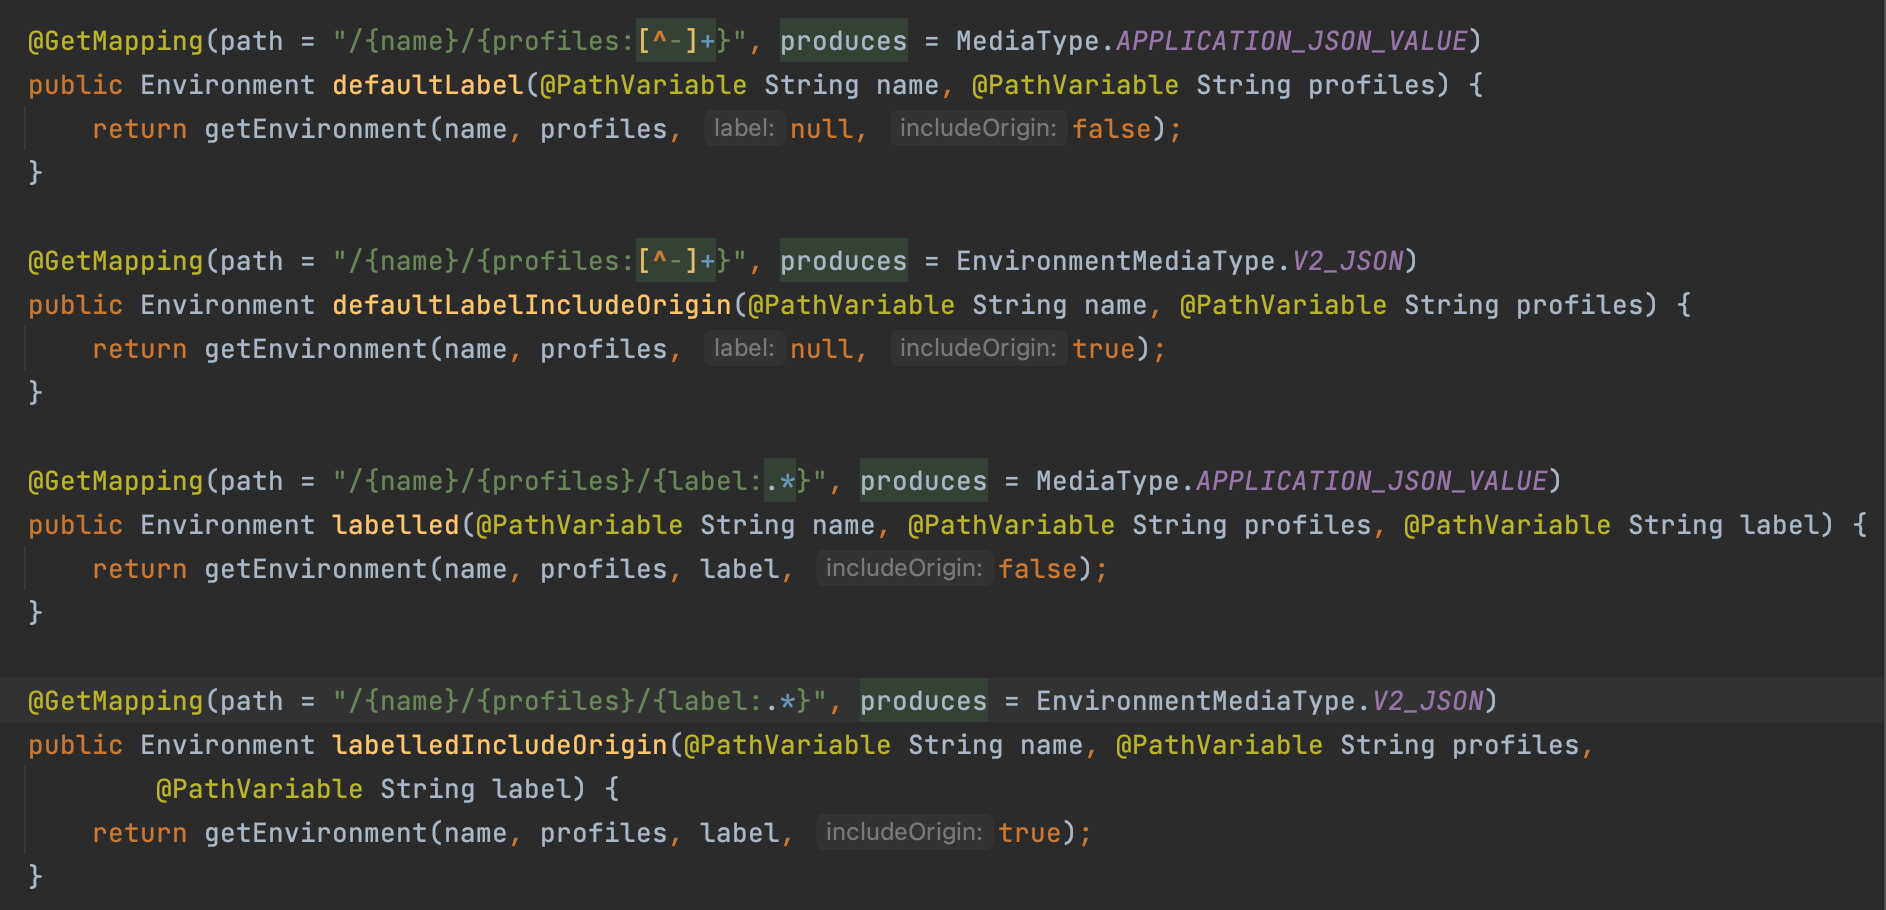 @GetMapping(path = "/{name}/{profiles:[^-]+}", produces = MediaType.APPLICATION_JSON_VALUE)
public Environment defaultLabel(@PathVariable String name, @PathVariable String profiles) {
return getEnvironment(name, profiles, label: null, includeOrigin: false);
}
@GetMapping(path = "/{name}/{profiles:[^-]+}", produces = EnvironmentMediaType.V2_JSON)
public Environment defaultLabelIncludeOrigin(@PathVariable String name, @PathVariable String profiles) {
return getEnvironment(name, profiles, label: null, includeOrigin: true);
}
@GetMapping(path = "/{name}/{profiles}/{label:.*}", produces = MediaType.APPLICATION_JSON_VALUE)
public Environment labelled(@PathVariable String name, @PathVariable String profiles, @PathVariable String label) {
return getEnvironment(name, profiles, label, includeOrigin: false);
}
@GetMapping(path = "/{name}/{profiles}/{label:.*}", produces = EnvironmentMediaType.V2_JSON)
public Environment labelledIncludeOrigin(@PathVariable String name, @PathVariable String profiles,
@PathVariable String label) {
return getEnvironment(name, profiles, label, includeOrigin: true);
}